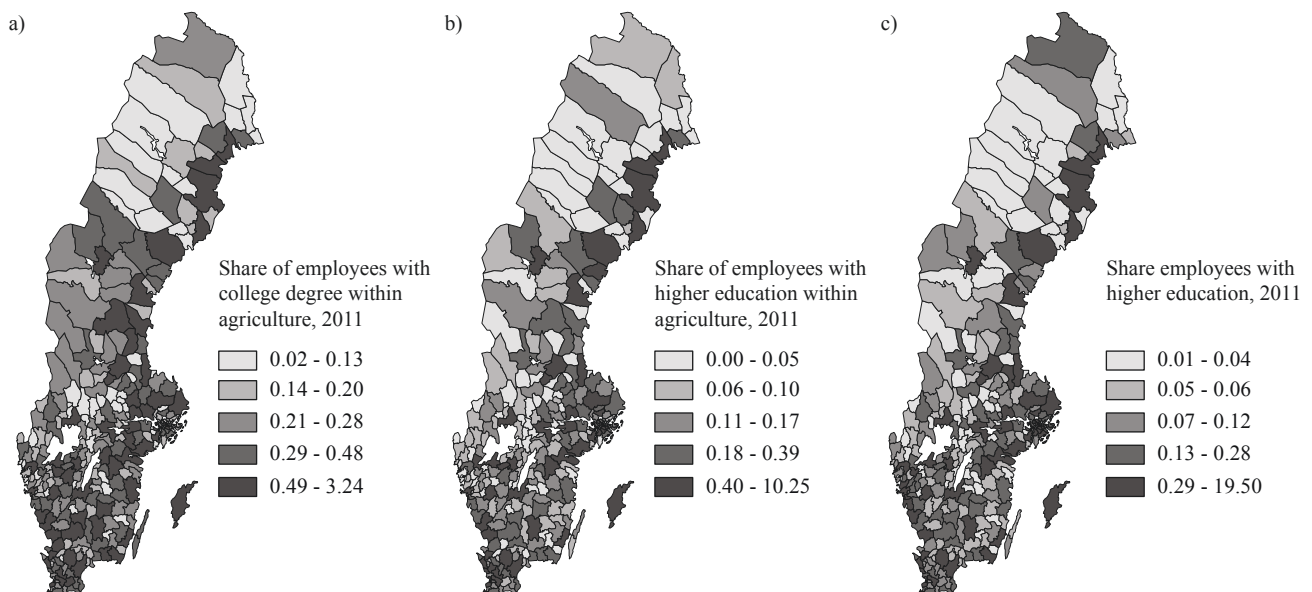 a)
Share of employees with
college degree within
agriculture, 2011
0.02 - 0.13
0.14 - 0.20
0.21 - 0.28
0.29 - 0.48
0.49 - 3.24
b)
Share of employees with
higher education within
agriculture, 2011
0.00 - 0.05
0.06 - 0.10
0.11 - 0.17
0.18 - 0.39
0.40 - 10.25
c)
Share employees with
higher education, 2011
0.01 - 0.04
0.05 - 0.06
0.07 - 0.12
0.13 - 0.28
0.29 - 19.50